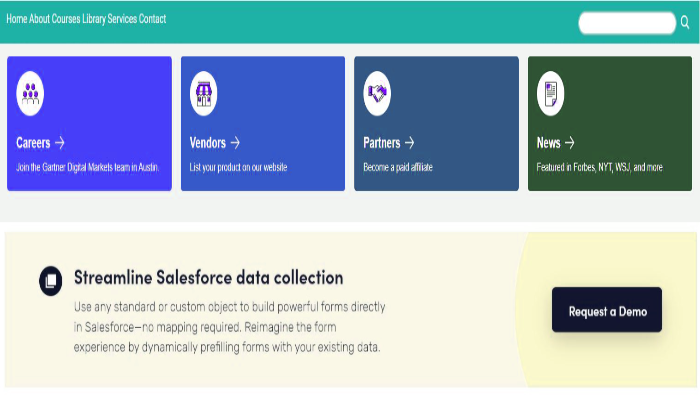 Home About Courses Library Services Contact
Careers →
Join the Gartner Digital Markets team in Austin.
Vendors →
List your product on our website
Partners →
Become a paid affiliate
News →
Featured in Forbes, NYT, WSJ, and more
Streamline Salesforce data collection
Use any standard or custom object to build powerful forms directly
in Salesforce—no mapping required. Reimagine the form
experience by dynamically prefilling forms with your existing data.
Request a Demo